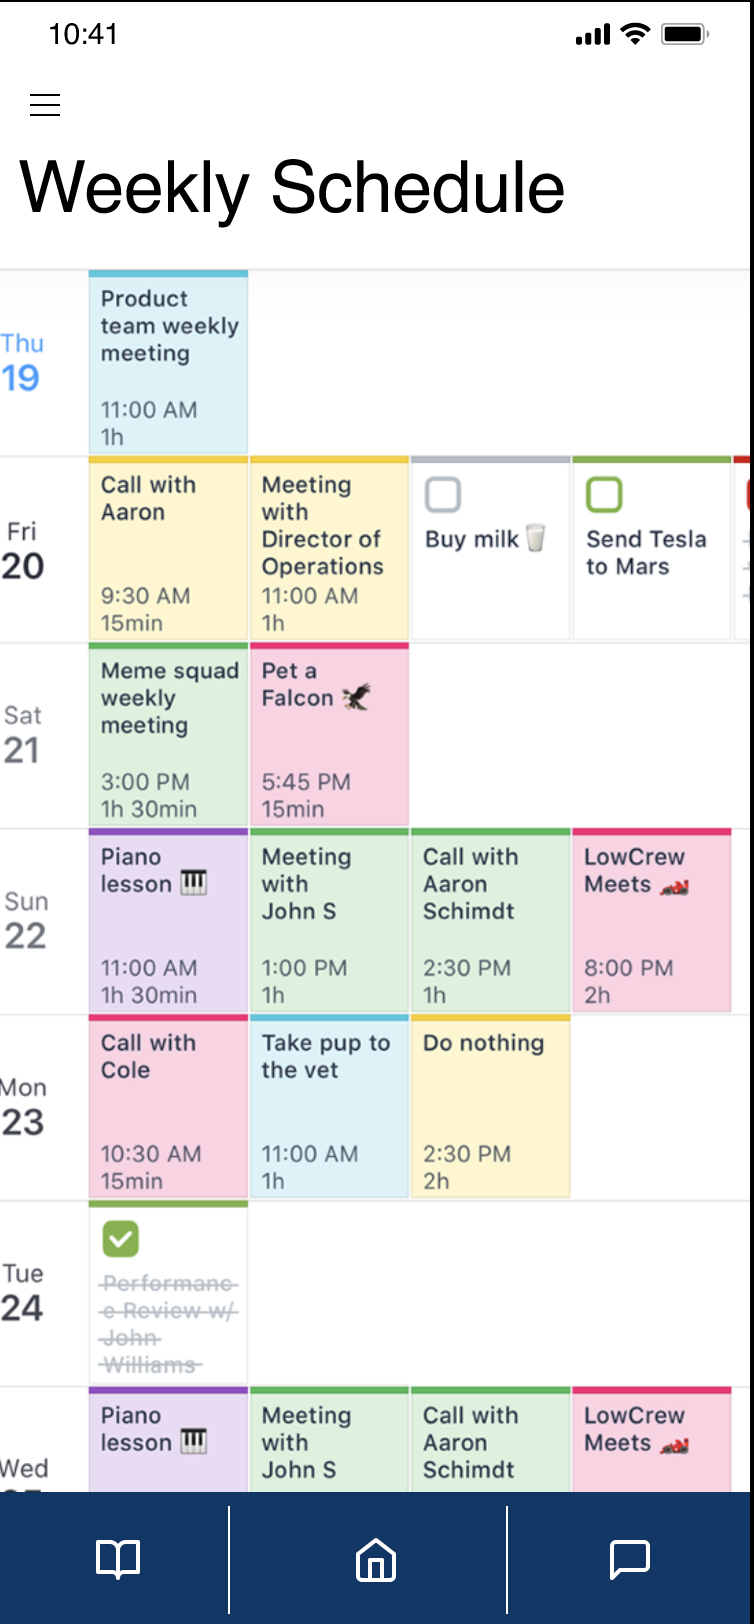 10:41
Weekly Schedule
Thu
19
Product
team weekly
meeting
11:00 AM
1h
Fri
20
Call with
Aaron
9:30 AM
15min
Meeting
with
Director of
Operations
11:00 AM
1h
Buy milk
Send Tesla
to Mars
Sat
21
Meme squad
weekly
meeting
3:00 PM
1h 30min
Pet a
Falcon
5:45 PM
15min
Sun
22
Piano
lesson
11:00 AM
1h 30min
Meeting
with
John S
1:00 PM
1h
Call with
Aaron
Schimdt
2:30 PM
1h
LowCrew
Meets
8:00 PM
2h
Mon
23
Call with
Cole
10:30 AM
15min
Take pup to
the vet
11:00 AM
1h
Do nothing
2:30 PM
2h
Tue
24
Performanc
e Review w/
John
Williams
Wed
Piano
lesson
Meeting
with
John S
Call with
Aaron
Schimdt
LowCrew
Meets